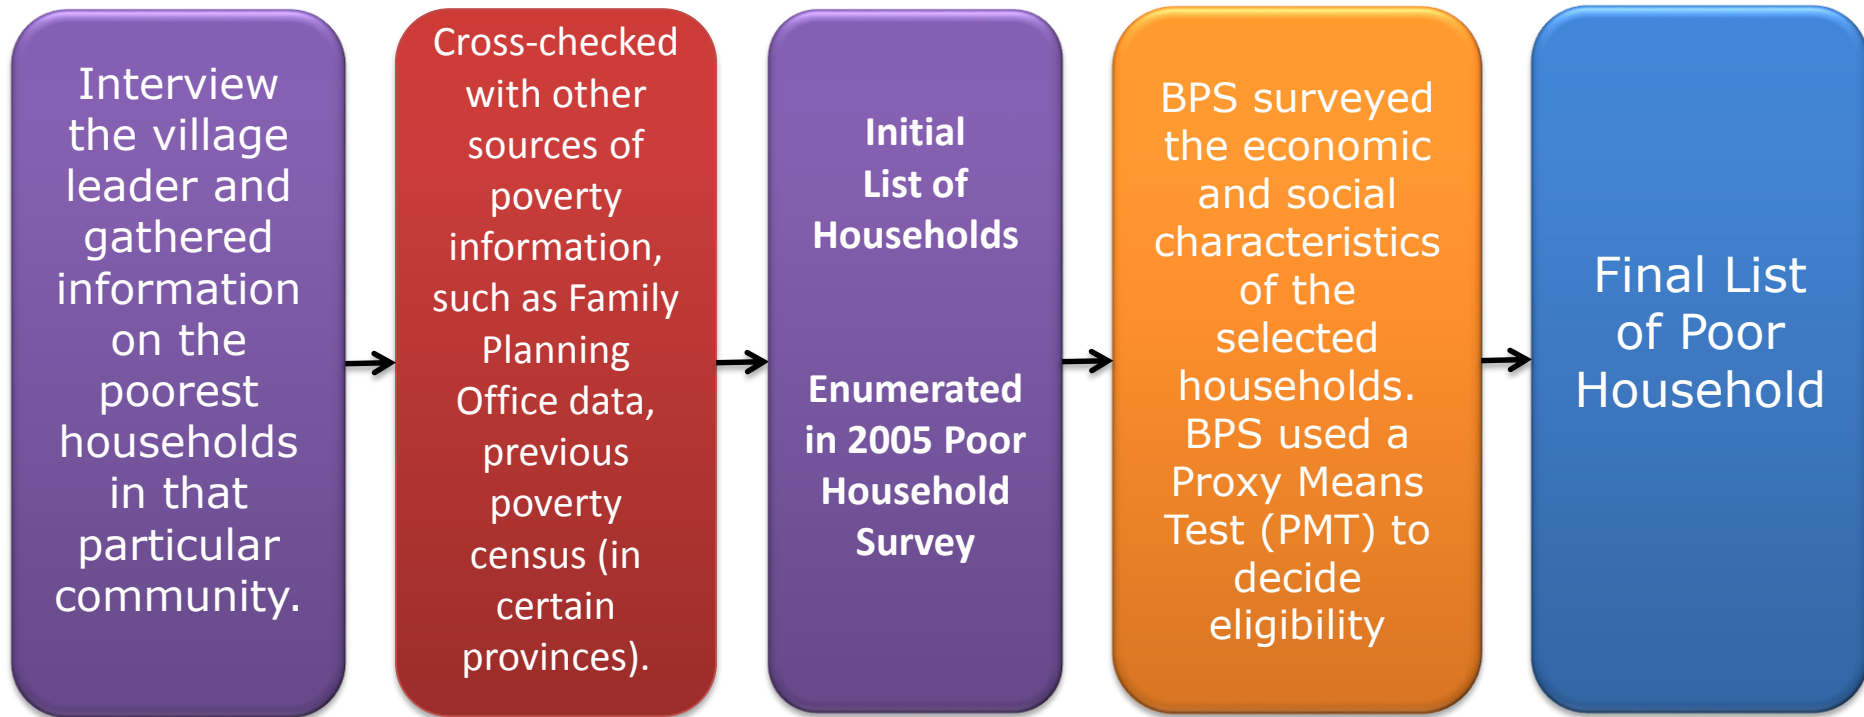 Interview
the village
leader and
gathered
information
on the
poorest
households
in that
particular
community.
Cross-checked
with other
sources of
poverty
information,
such as Family
Planning
Office data,
previous
poverty
census (in
certain
provinces).
Initial
List of
Households
Enumerated
in 2005 Poor
Household
Survey
BPS surveyed
the economic
and social
characteristics
of the
selected
households.
BPS used a
Proxy Means
Test (PMT) to
decide
eligibility
Final List
of Poor
Household